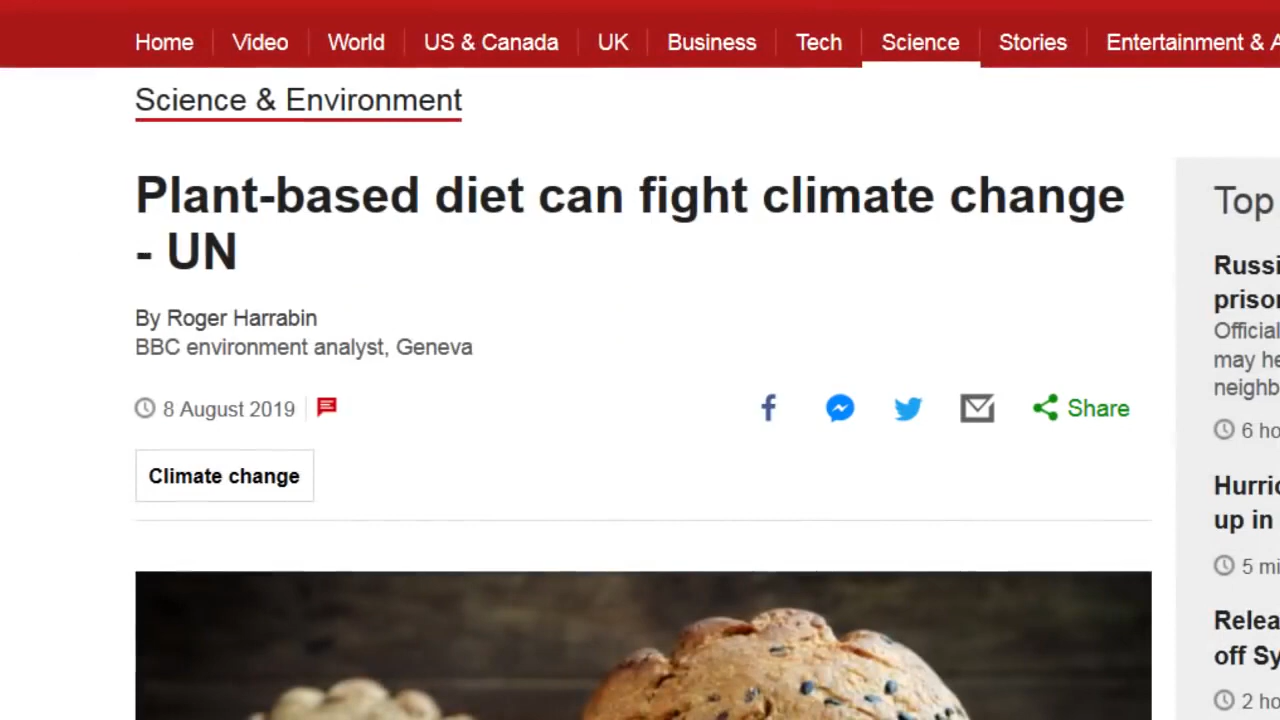 Home Video World US & Canada UK Business Tech Science Stories Entertainment &
Science & Environment
Plant-based diet can fight climate change
- UN
By Roger Harrabin
BBC environment analyst, Geneva
8 August 2019
Share
Climate change
Top
Russi
priso
Official
may he
neighb
6 ho
Hurric
up in
5 mi
Relea
off Sy
2 ho